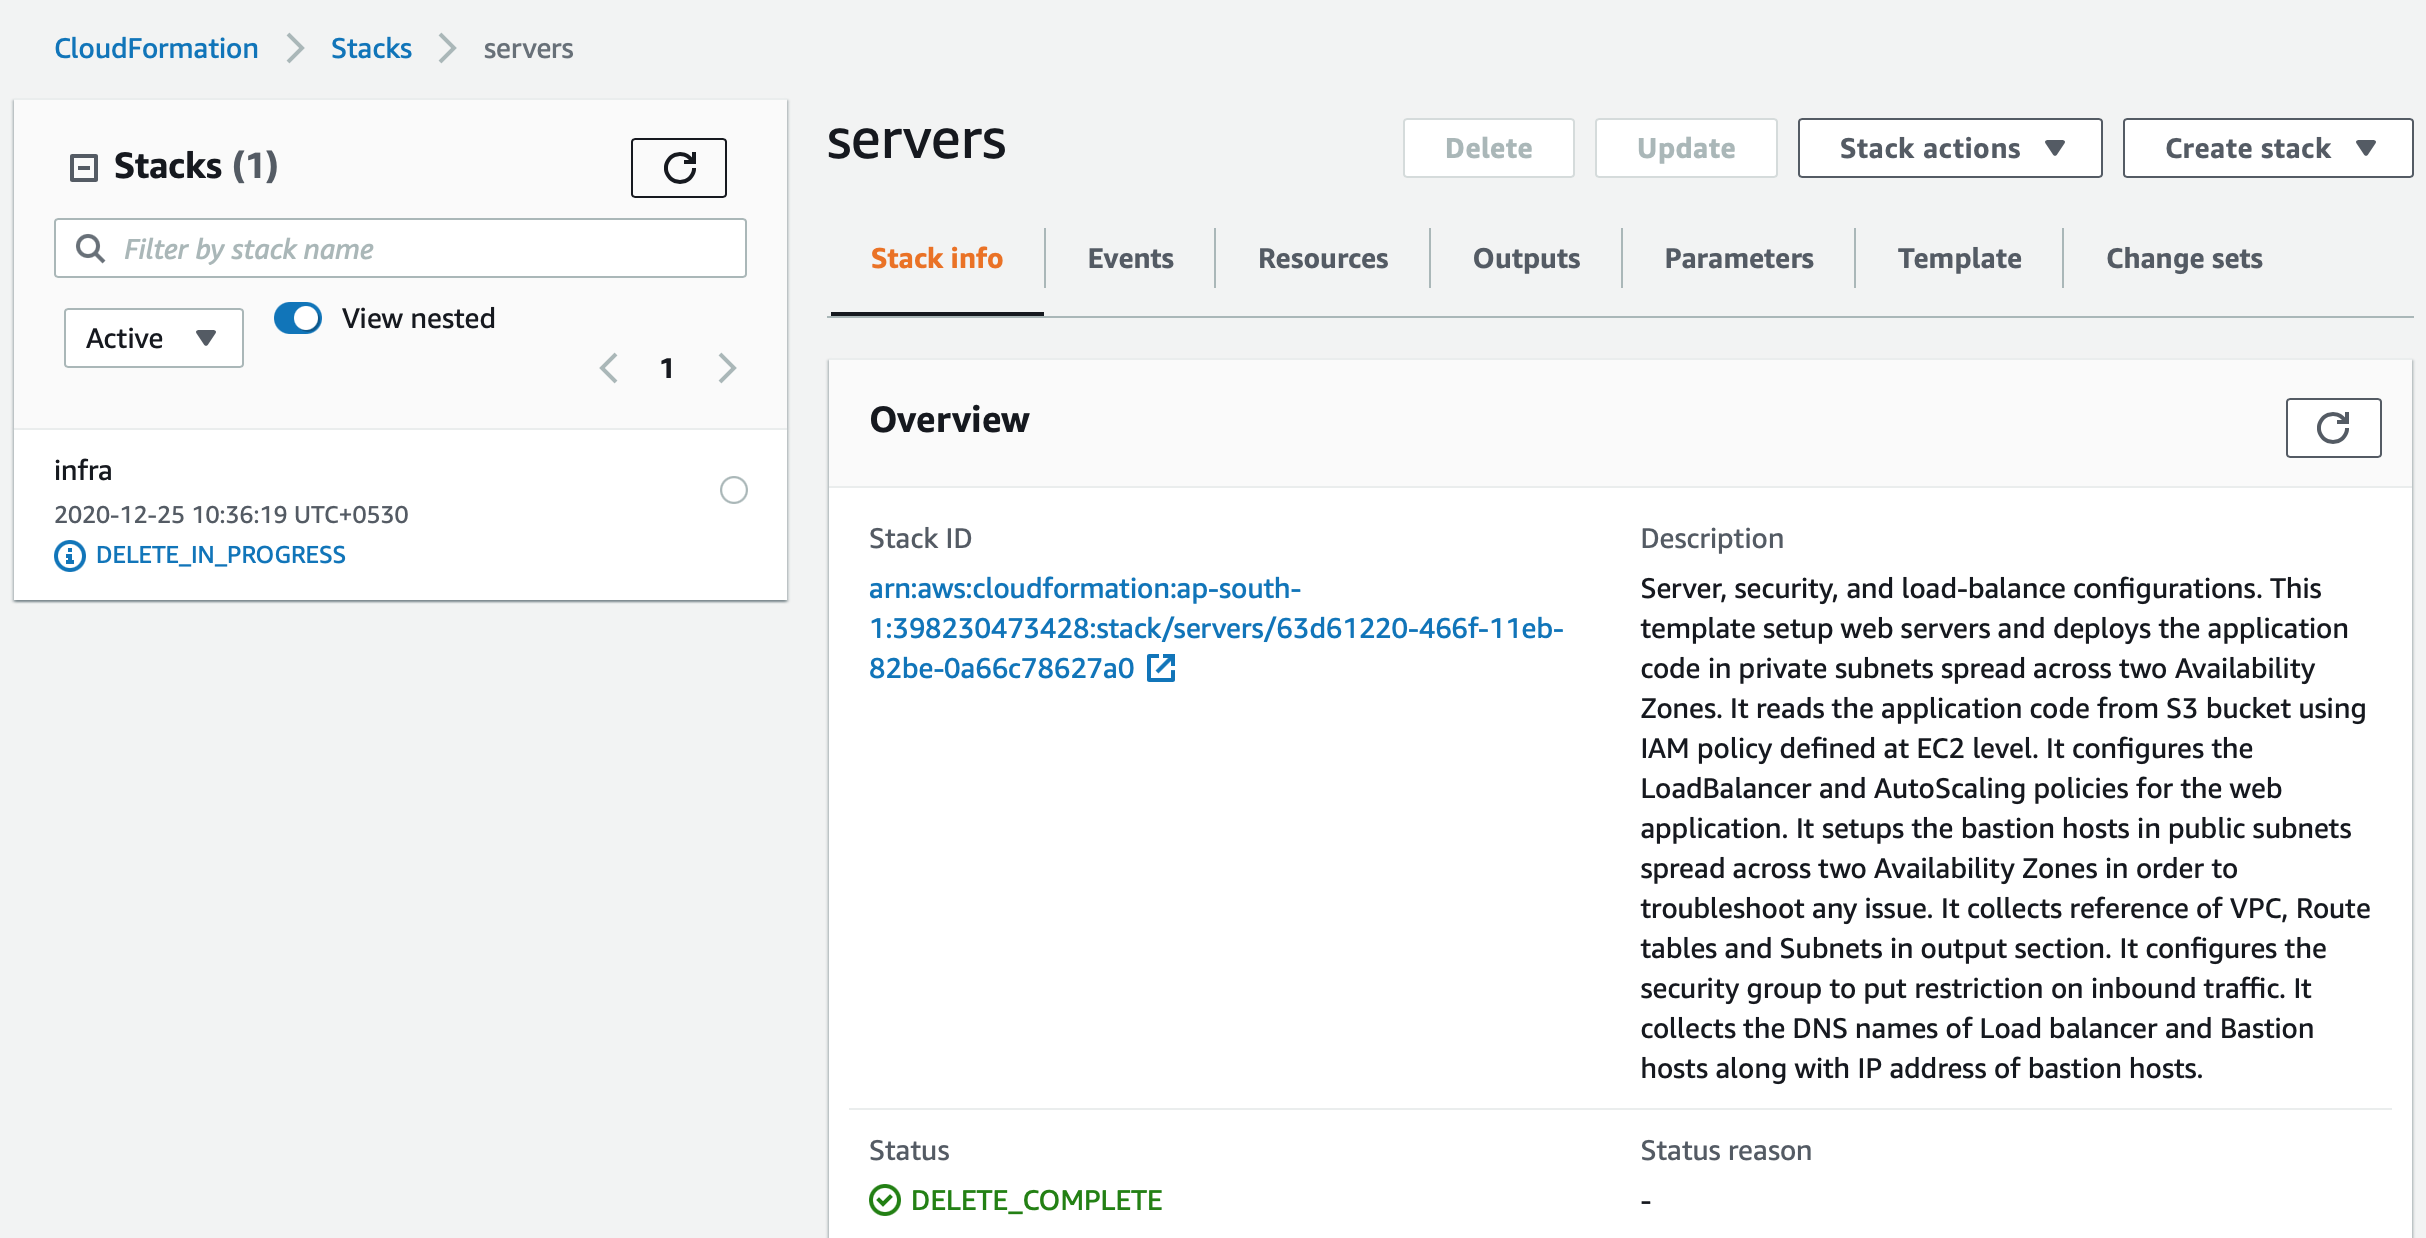 CloudFormation > Stacks > servers
Stacks (1)
Filter by stack name
Active
View nested
1
infra
2020-12-25 10:36:19 UTC+0530
DELETE_IN_PROGRESS
servers
Delete
Update
Stack actions
Create stack
Stack info
Events
Resources
Outputs
Parameters
Template
Change sets
Overview
Stack ID
arn:aws:cloudformation:ap-south-
1:398230473428:stack/servers/63d61220-466f-11eb-
82be-0a66c78627a0
Description
Server, security, and load-balance configurations. This
template setup web servers and deploys the application
code in private subnets spread across two Availability
Zones. It reads the application code from S3 bucket using
IAM policy defined at EC2 level. It configures the
LoadBalancer and AutoScaling policies for the web
application. It setups the bastion hosts in public subnets
spread across two Availability Zones in order to
troubleshoot any issue. It collects reference of VPC, Route
tables and Subnets in output section. It configures the
security group to put restriction on inbound traffic. It
collects the DNS names of Load balancer and Bastion
hosts along with IP address of bastion hosts.
Status
DELETE_COMPLETE
Status reason
-